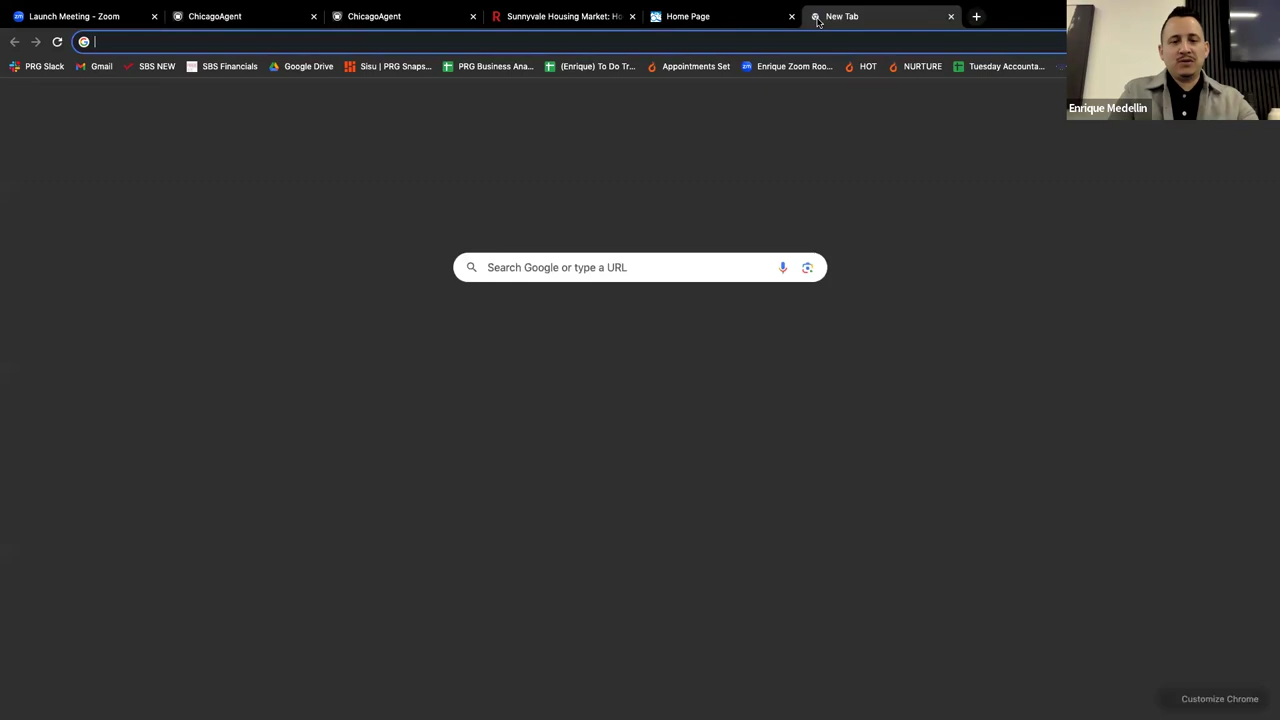 Launch Meeting - Zoom
ChicagoAgent
ChicagoAgent
Sunnyvale Housing Market: Ho
Home Page
New Tab
PRG Slack
Gmail
SBS NEW
SBS Financials
Google Drive
Sisu | PRG Snaps...
PRG Business Ana...
(Enrique) To Do Tr...
Appointments Set
Enrique Zoom Roo...
HOT
NURTURE
Tuesday Accounta...
Enrique Medellin
Search Google or type a URL
Customize Chrome